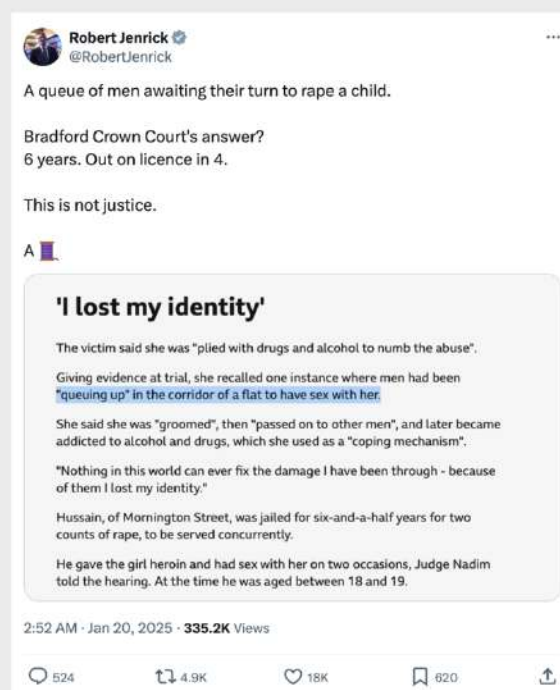 Robert Jenrick
@RobertJenrick
A queue of men awaiting their turn to rape a child.
Bradford Crown Court's answer?
6 years. Out on licence in 4.
This is not justice.
A 🧵
'I lost my identity'
The victim said she was "plied with drugs and alcohol to numb the abuse".
Giving evidence at trial, she recalled one instance where men had been
"queuing up" in the corridor of a flat to have sex with her.
She said she was "groomed", then "passed on to other men", and later became
addicted to alcohol and drugs, which she used as a "coping mechanism".
"Nothing in this world can ever fix the damage I have been through - because
of them I lost my identity."
Hussain, of Mornington Street, was jailed for six-and-a-half years for two
counts of rape, to be served concurrently.
He gave the girl heroin and had sex with her on two occasions, Judge Nadim
told the hearing. At the time he was aged between 18 and 19.
2:52 AM · Jan 20, 2025 · 335.2K Views
524 4.9K 18K 620